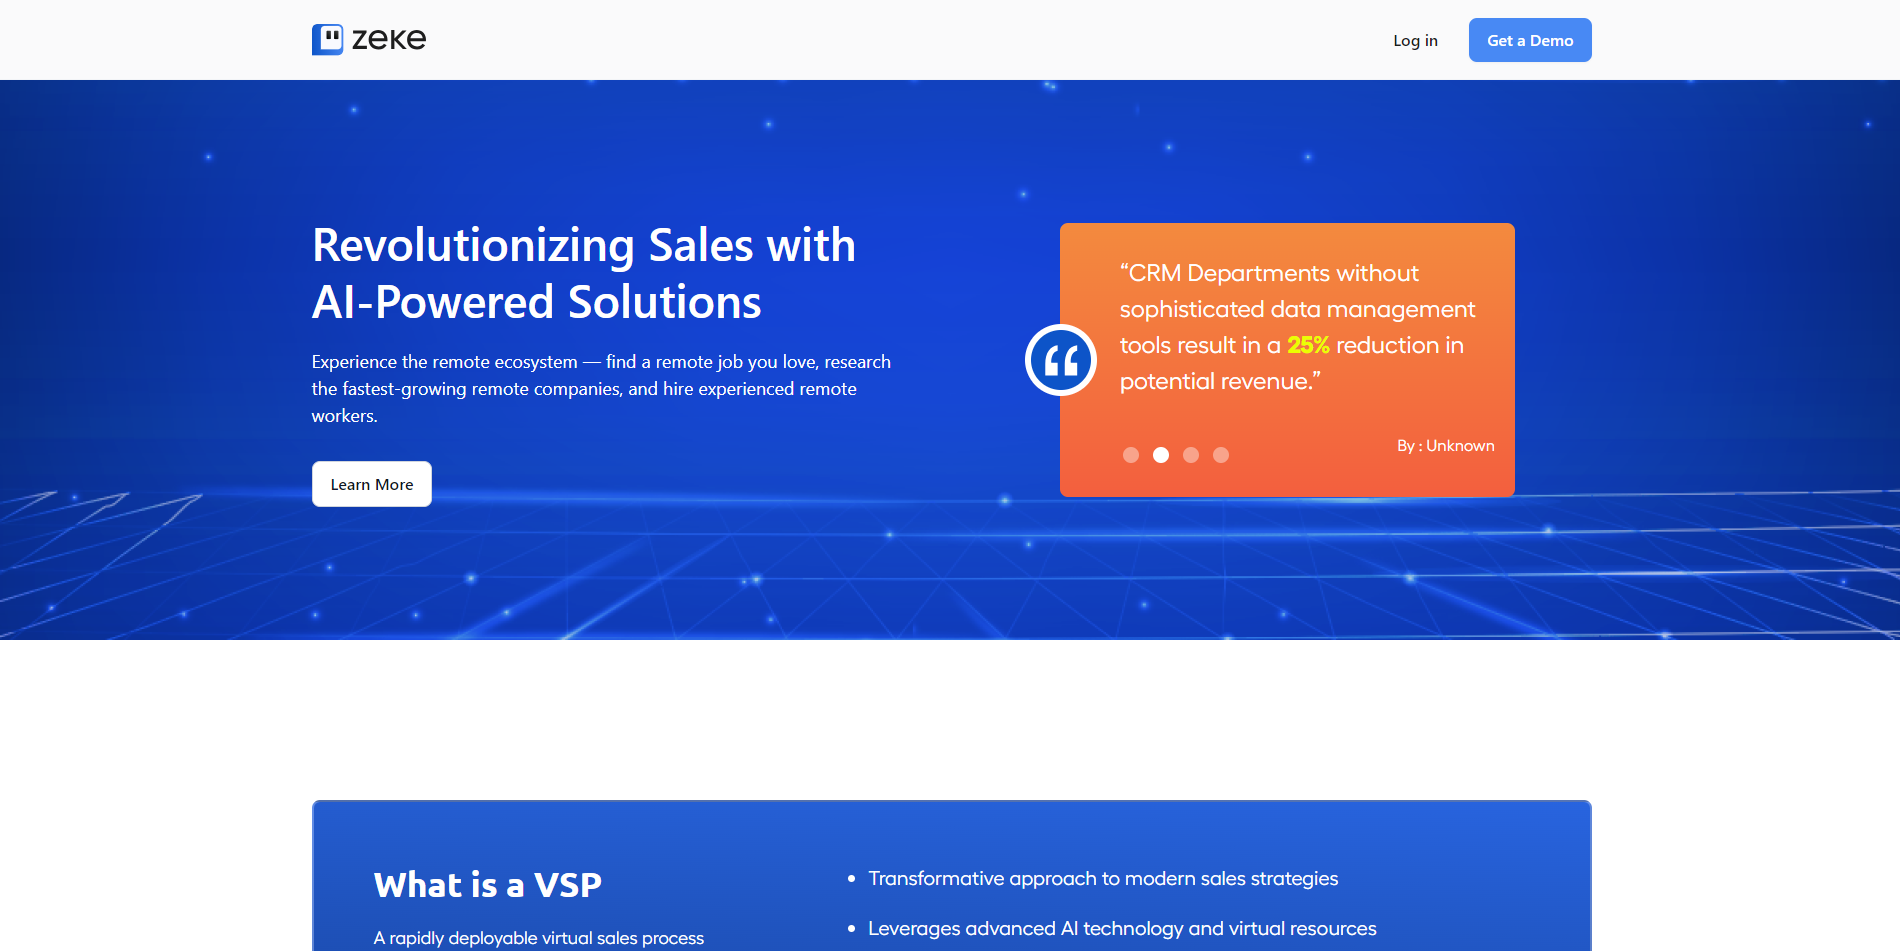 zeke
Log in
Get a Demo
Revolutionizing Sales with
AI-Powered Solutions
Experience the remote ecosystem — find a remote job you love, research
the fastest-growing remote companies, and hire experienced remote
workers.
Learn More
“CRM Departments without
sophisticated data management
tools result in a 25% reduction in
potential revenue.”
By : Unknown
What is a VSP
A rapidly deployable virtual sales process
Transformative approach to modern sales strategies
Leverages advanced AI technology and virtual resources